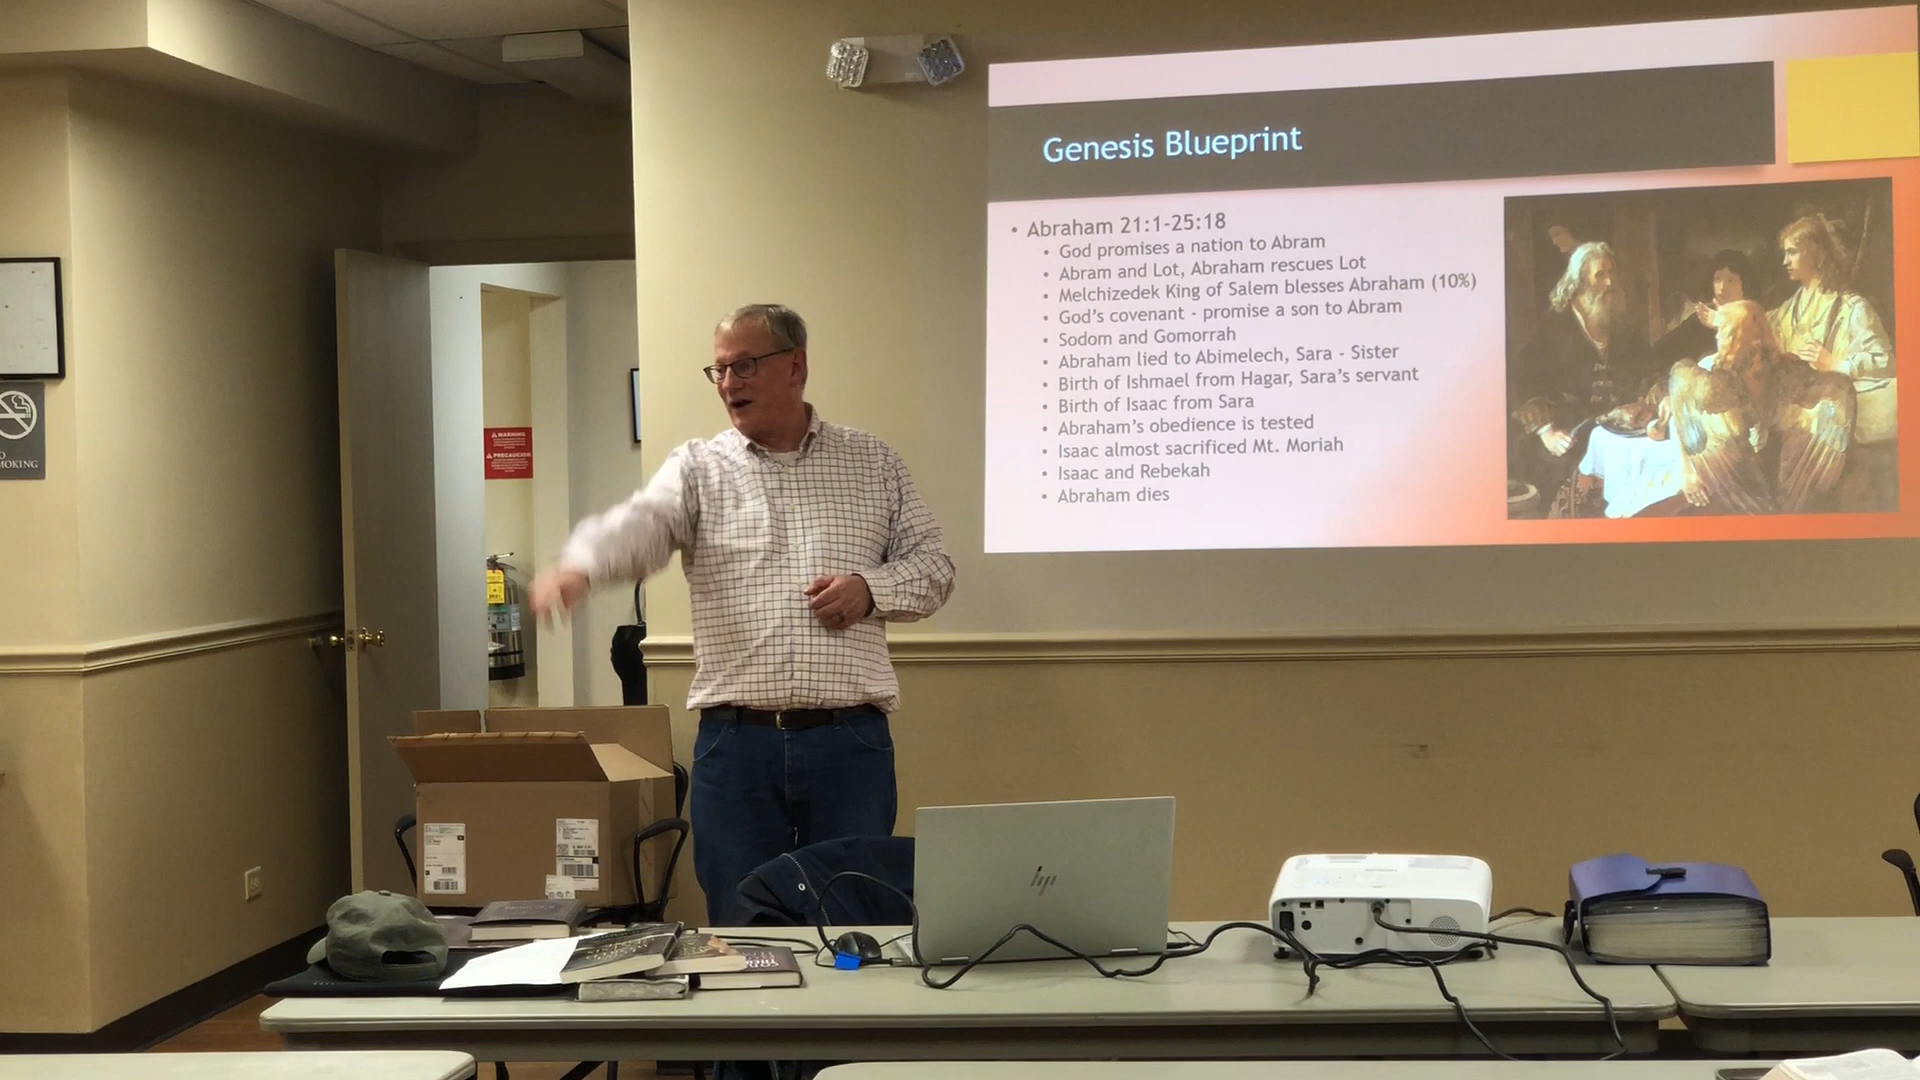 Genesis Blueprint
• Abraham 21:1-25:18
• God promises a nation to Abram
• Abram and Lot, Abraham rescues Lot
• Melchizedek King of Salem blesses Abraham (10%)
• God's covenant - promise a son to Abram
• Sodom and Gomorrah
• Abraham lied to Abimelech, Sara - Sister
• Birth of Ishmael from Hagar, Sara's servant
• Birth of Isaac from Sara
• Abraham's obedience is tested
• Isaac almost sacrificed Mt. Moriah
• Isaac and Rebekah
• Abraham dies
WARNING
PRECAUCION
hp